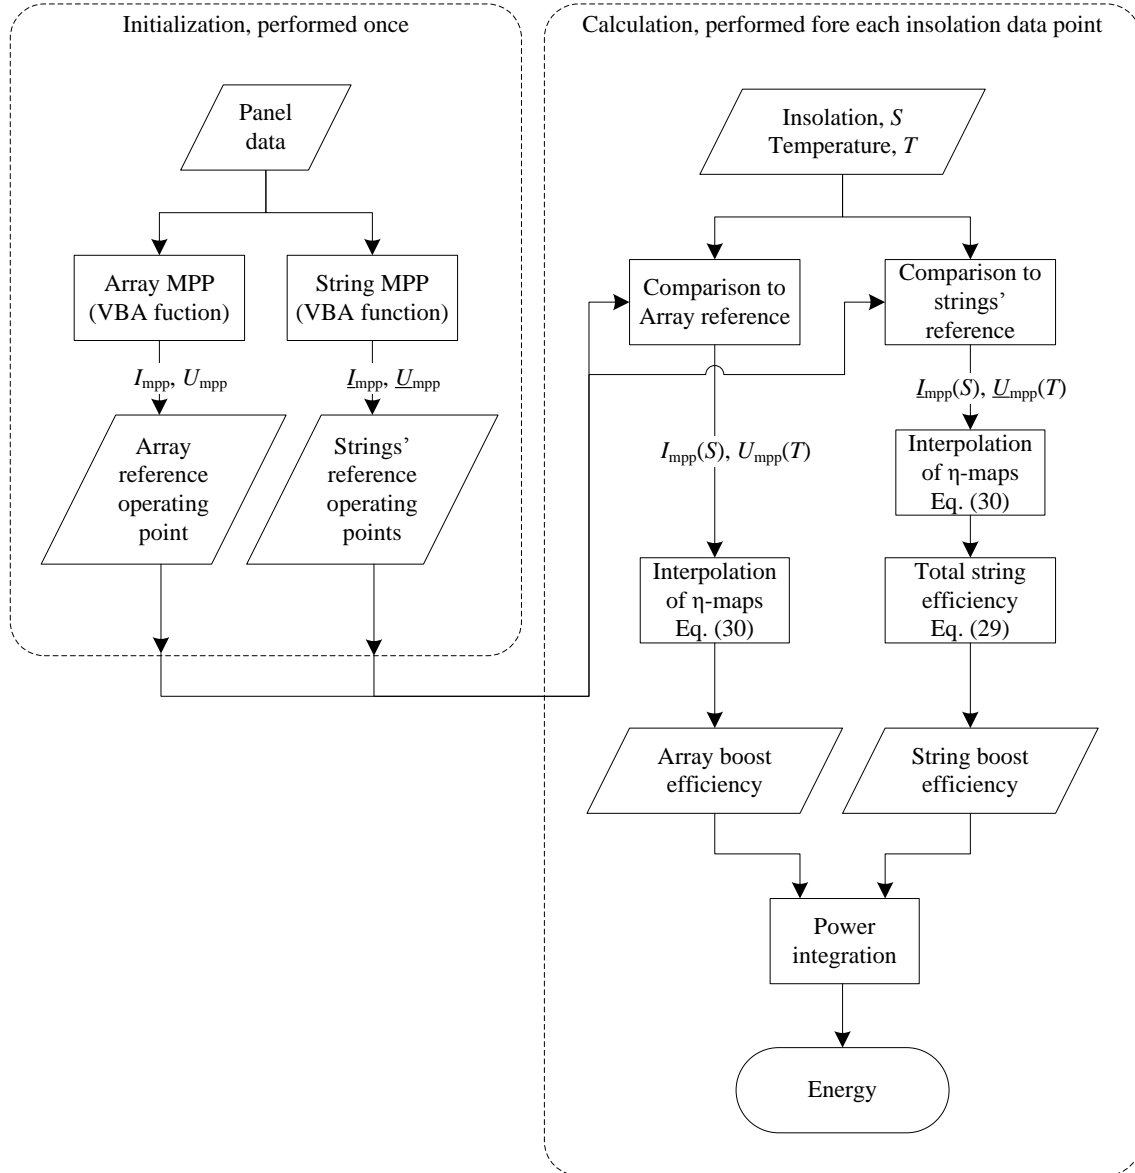 Initialization, performed once
Panel
data
Array MPP
(VBA fuction)
String MPP
(VBA function)
Impp, Umpp
Impp, Umpp
Array
reference
operating
point
Strings’
reference
operating
points
Calculation, performed fore each insolation data point
Insolation, S
Temperature, T
Comparison to
Array reference
Comparison to
strings’
reference
Impp(S), Umpp(T)
Impp(S), Umpp(T)
Interpolation
of η-maps
Eq. (30)
Interpolation
of η-maps
Eq. (30)
Total string
efficiency
Eq. (29)
Array boost
efficiency
String boost
efficiency
Power
integration
Energy